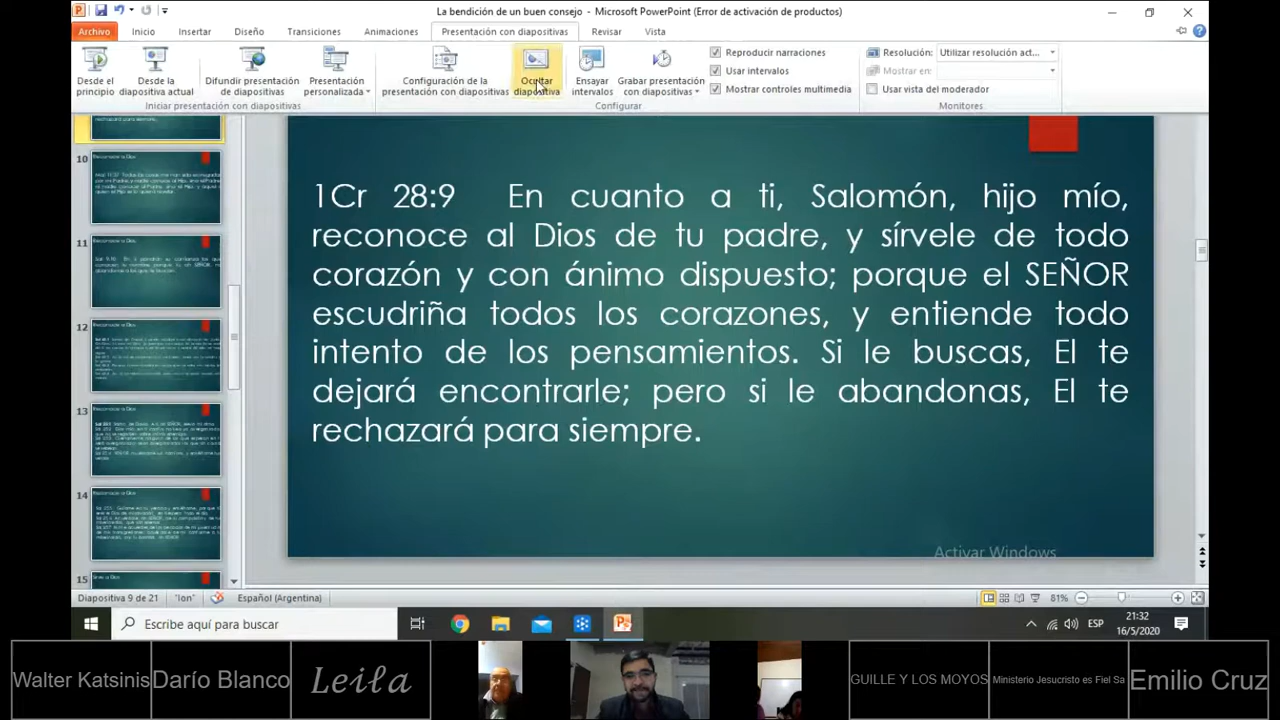 La bendición de un buen consejo - Microsoft PowerPoint (Error de activación de productos)
Archivo Inicio Insertar Diseño Transiciones Animaciones Presentación con diapositivas Revisar Vista
Desde el principio
Desde la diapositiva actual
Difundir presentación de diapositivas
Presentación personalizada
Iniciar presentación con diapositivas
Configuración de la presentación con diapositivas
Ocultar diapositiva
Ensayar intervalos
Grabar presentación con diapositivas
Reproducir narraciones
Usar intervalos
Mostrar controles multimedia
Configurar
Resolución: Utilizar resolución act...
Mostrar en:
Usar vista del moderador
Monitores
10
11
12
13
14
15
1Cr 28:9 En cuanto a ti, Salomón, hijo mío,
reconoce al Dios de tu padre, y sírvele de todo
corazón y con ánimo dispuesto; porque el SEÑOR
escudriña todos los corazones, y entiende todo
intento de los pensamientos. Si le buscas, El te
dejará encontrarle; pero si le abandonas, El te
rechazará para siempre.
Activar Windows
Diapositiva 9 de 21 "Ion" Español (Argentina) 81%
Escribe aquí para buscar
ESP
21:32
16/5/2020
Walter Katsinis
Darío Blanco
Leila
GUILLE Y LOS MOYOS
Ministerio Jesucristo es Fiel Sa
Emilio Cruz